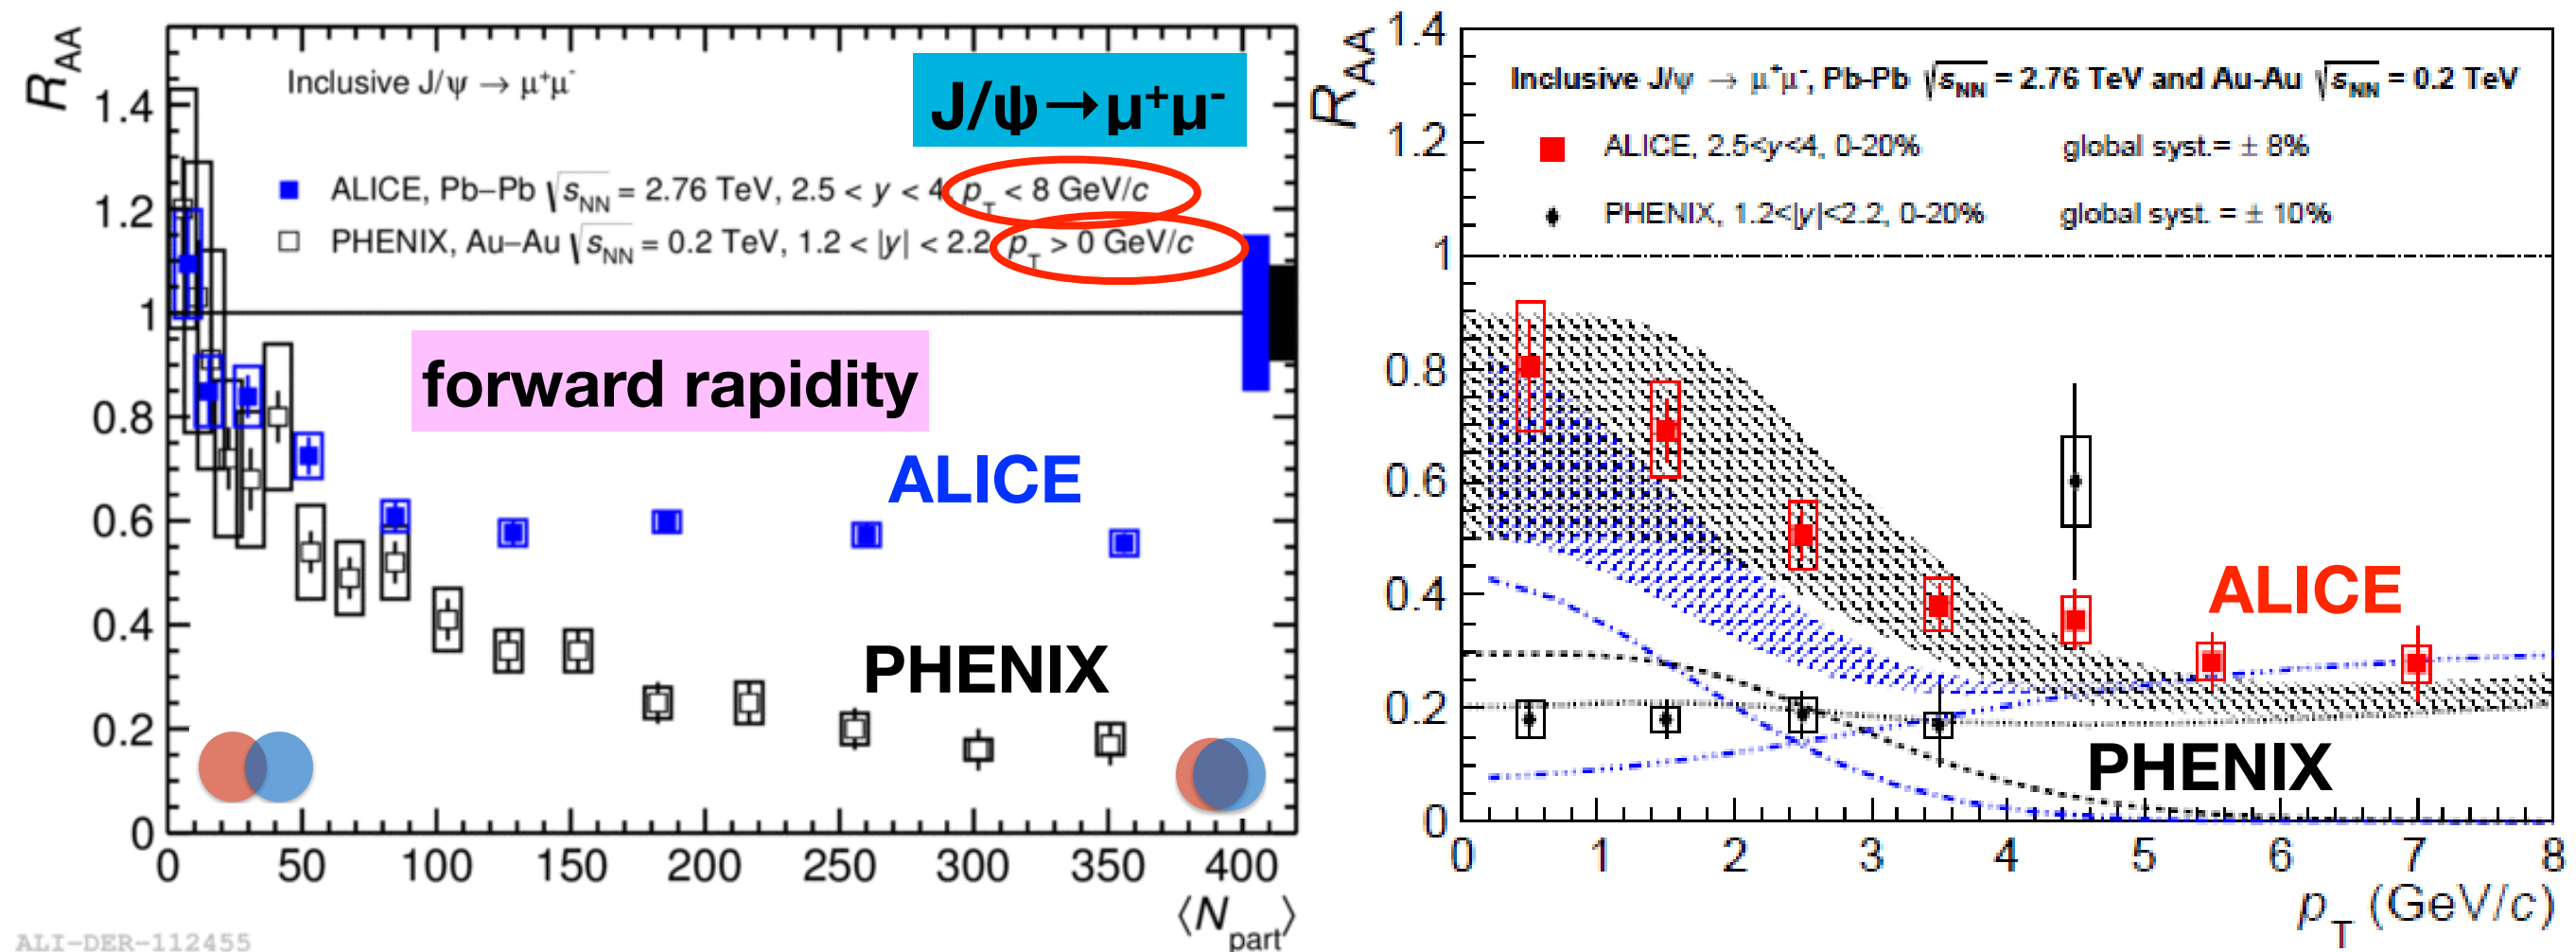 R_AA
Inclusive J/ψ → μ⁺μ⁻
J/ψ→μ⁺μ⁻
ALICE, Pb–Pb √s_NN = 2.76 TeV, 2.5 < y < 4, p_T < 8 GeV/c
PHENIX, Au–Au √s_NN = 0.2 TeV, 1.2 < |y| < 2.2, p_T > 0 GeV/c
forward rapidity
ALICE
PHENIX
1.4
1.2
1
0.8
0.6
0.4
0.2
0
0 50 100 150 200 250 300 350 400
⟨N_part⟩
ALI-DER-112455
R_AA
Inclusive J/ψ → μ⁺μ⁻, Pb-Pb √s_NN = 2.76 TeV and Au-Au √s_NN = 0.2 TeV
ALICE, 2.5<y<4, 0-20% global syst.= ± 8%
PHENIX, 1.2<|y|<2.2, 0-20% global syst. = ± 10%
ALICE
PHENIX
1.4
1.2
1
0.8
0.6
0.4
0.2
0
0 1 2 3 4 5 6 7 8
p_T (GeV/c)